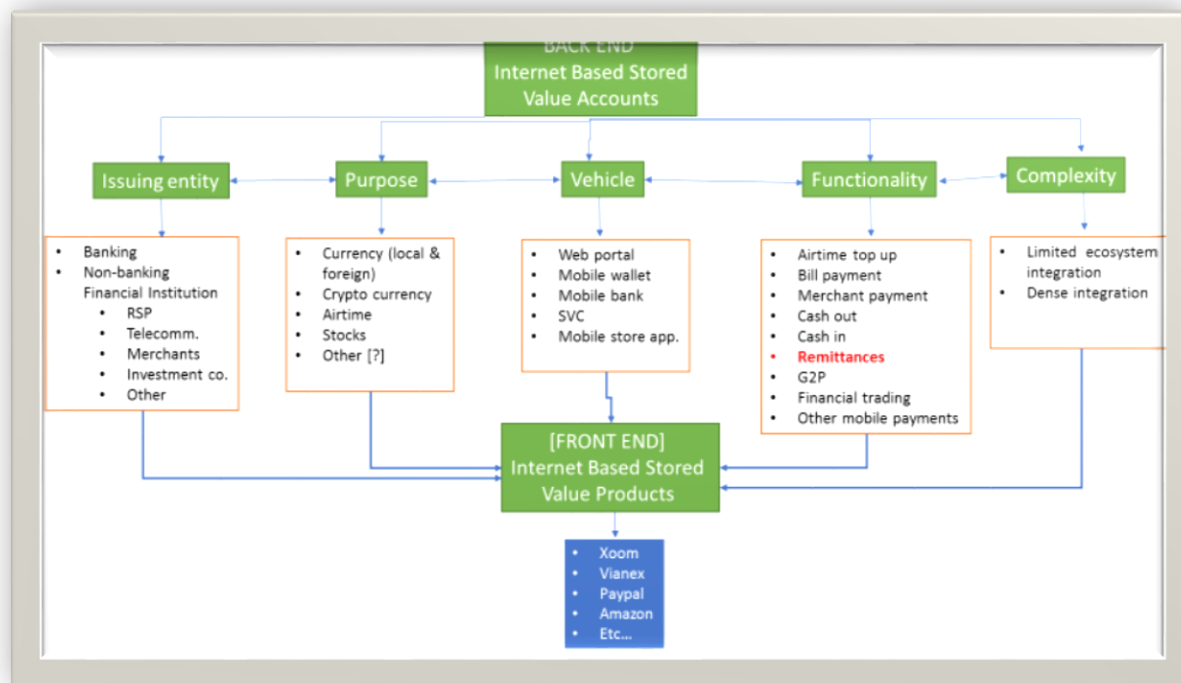 BACK END
Internet Based Stored
Value Accounts
Issuing entity
Purpose
Vehicle
Functionality
Complexity
• Banking
• Non-banking
Financial Institution
• RSP
• Telecomm.
• Merchants
• Investment co.
• Other
• Currency (local &
foreign)
• Crypto currency
• Airtime
• Stocks
• Other [?]
• Web portal
• Mobile wallet
• Mobile bank
• SVC
• Mobile store app.
• Airtime top up
• Bill payment
• Merchant payment
• Cash out
• Cash in
• Remittances
• G2P
• Financial trading
• Other mobile payments
• Limited ecosystem
integration
• Dense integration
[FRONT END]
Internet Based Stored
Value Products
• Xoom
• Vianex
• Paypal
• Amazon
• Etc...